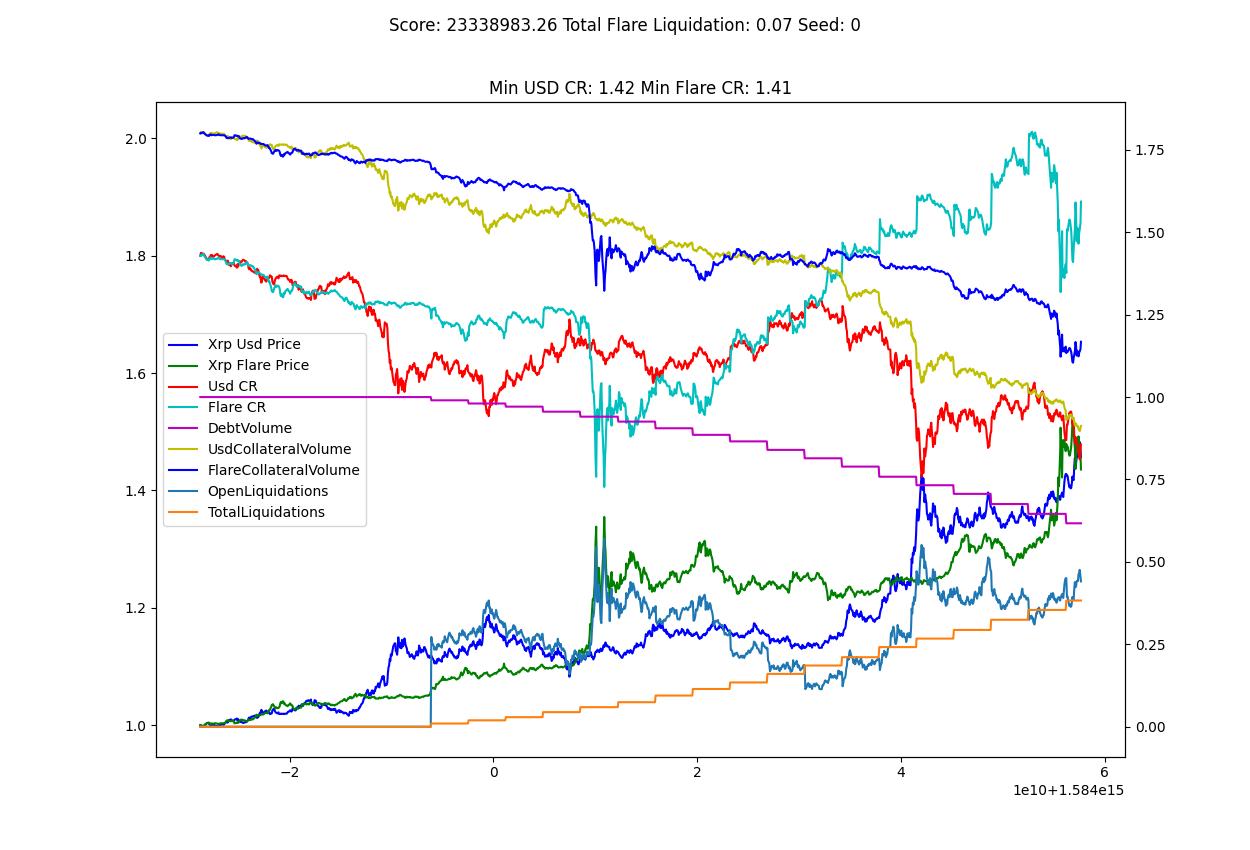 Score: 23338983.26 Total Flare Liquidation: 0.07 Seed: 0
Min USD CR: 1.42 Min Flare CR: 1.41
2.0
1.8
1.6
1.4
1.2
1.0
1.75
1.50
1.25
1.00
0.75
0.50
0.25
0.00
Xrp Usd Price
Xrp Flare Price
Usd CR
Flare CR
DebtVolume
UsdCollateralVolume
FlareCollateralVolume
OpenLiquidations
TotalLiquidations
−2 0 2 4 6
1e10+1.584e15